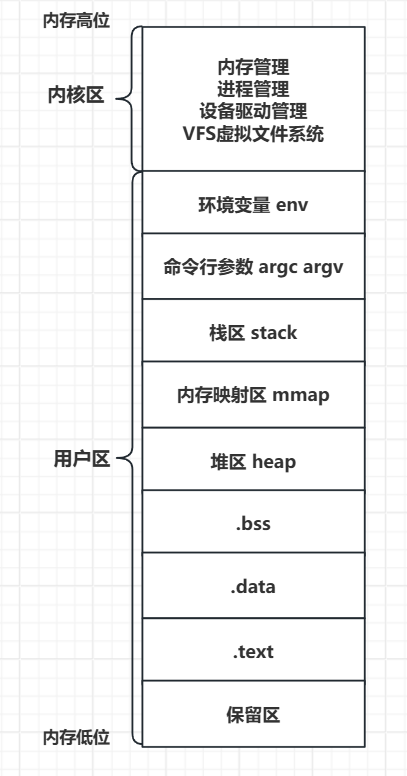 内存高位
内核区
内存管理
进程管理
设备驱动管理
VFS虚拟文件系统
环境变量 env
命令行参数 argc argv
栈区 stack
内存映射区 mmap
用户区
堆区 heap
.bss
.data
.text
保留区
内存低位